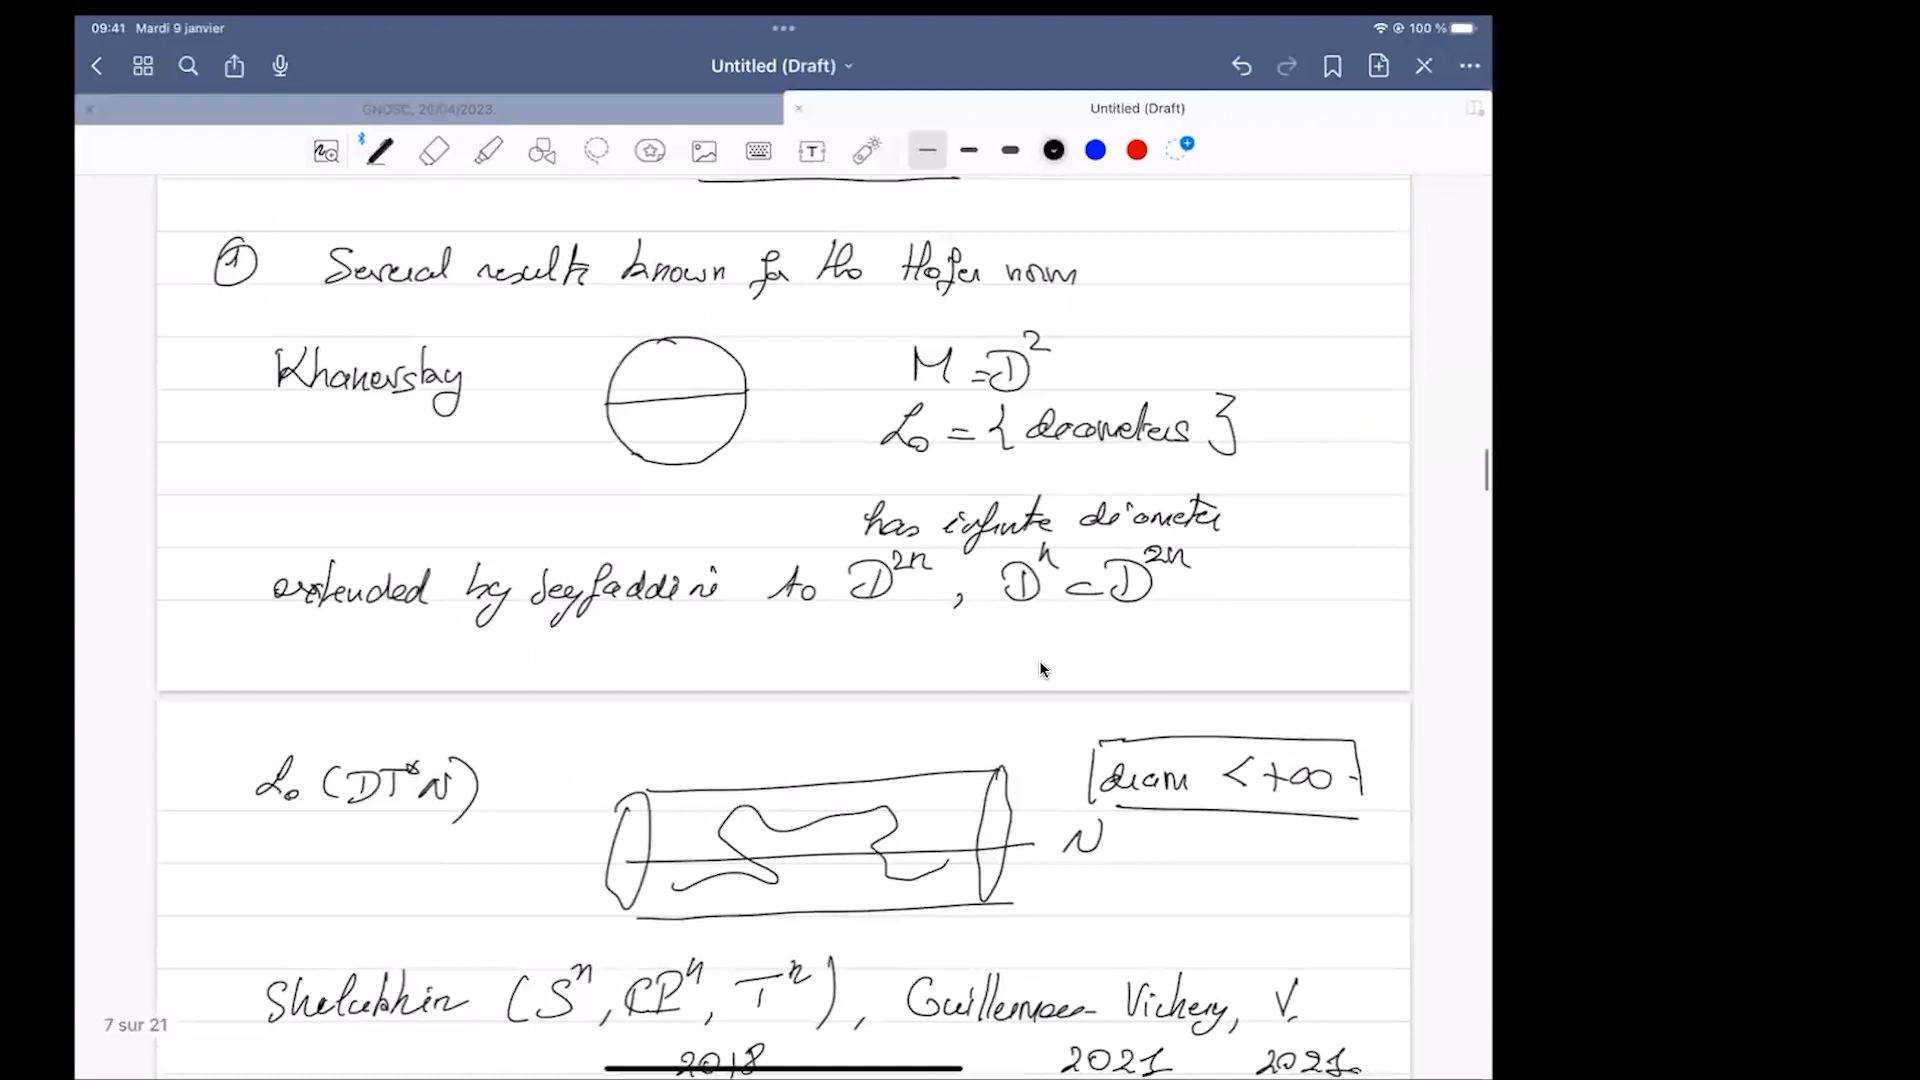 09:41 Mardi 9 janvier
100 %
Untitled (Draft)
GNOSC, 20/04/2023.
Untitled (Draft)
① Several results known for the Hofer norm
Khanevsky
M = D²
L₀ = { diameters }
has infinite diameter
extended by Seyfaddini to D²ⁿ, Dⁿ ⊂ D²ⁿ
L₀ (DT*N)
diam < +∞
N
Shelukhin (Sⁿ, CPⁿ, Tⁿ), Guillermou-Vichery, V.
7 sur 21
2018 2021 2021.